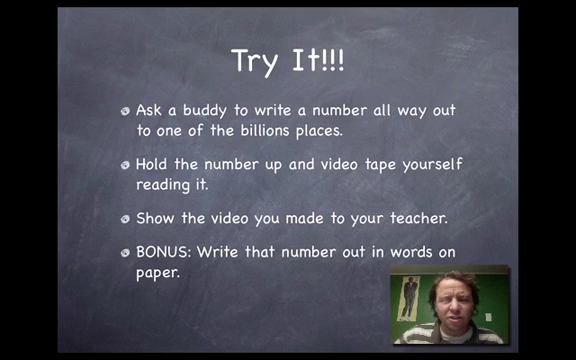 Try It!!!
Ask a buddy to write a number all way out
to one of the billions places.
Hold the number up and video tape yourself
reading it.
Show the video you made to your teacher.
BONUS: Write that number out in words on
paper.